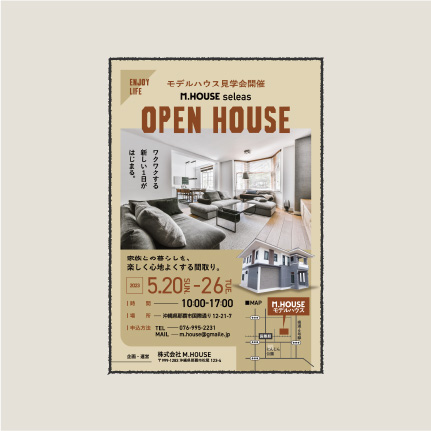 ENJOY
LIFE
モデルハウス見学会開催
M.HOUSE seleas
OPEN HOUSE
ワクワクする
新しい1日が
はじまる。
家族との暮らしを、
楽しく心地よくする間取り。
2023 5.20 SUN. - 26 TUE
時 間 10:00-17:00
場 所 沖縄県那覇市国際通り 12-21-7
申込方法 TEL 076-995-2231
MAIL m.house@gmaile.jp
■MAP
M.HOUSE
モデルハウス
企画・運営 株式会社 M.HOUSE